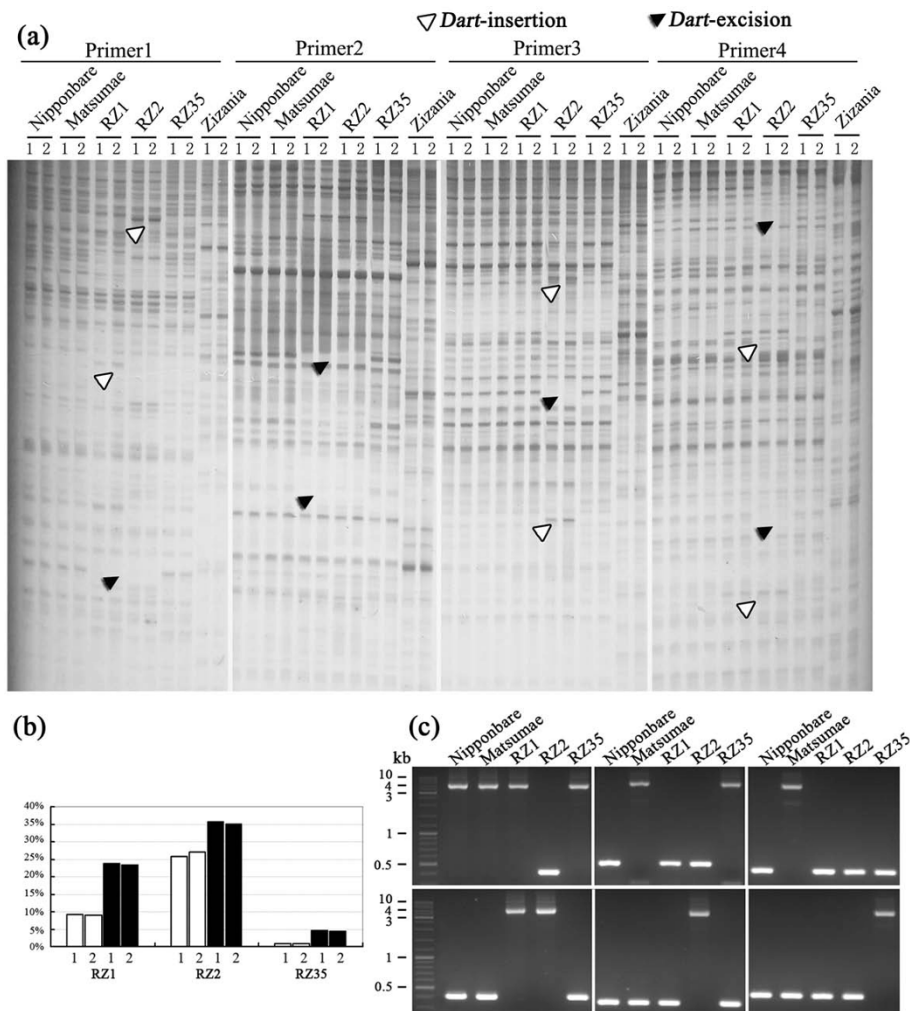 (a)
▽Dart-insertion ▼Dart-excision
Primer1 Primer2 Primer3 Primer4
Nipponbare Matsumae RZ1 RZ2 RZ35 Zizania Nipponbare Matsumae RZ1 RZ2 RZ35 Zizania Nipponbare Matsumae RZ1 RZ2 RZ35 Zizania Nipponbare Matsumae RZ1 RZ2 RZ35 Zizania
1 2 1 2 1 2 1 2 1 2 1 2 1 2 1 2 1 2 1 2 1 2 1 2 1 2 1 2 1 2 1 2 1 2 1 2 1 2 1 2 1 2 1 2 1 2 1 2
(b)
40%
35%
30%
25%
20%
15%
10%
5%
0%
1 2 1 2 1 2 1 2 1 2 1 2
RZ1 RZ2 RZ35
(c)
Nipponbare Matsumae RZ1 RZ2 RZ35 Nipponbare Matsumae RZ1 RZ2 RZ35 Nipponbare Matsumae RZ1 RZ2 RZ35
kb
10
4
3
1
0.5
10
4
3
1
0.5